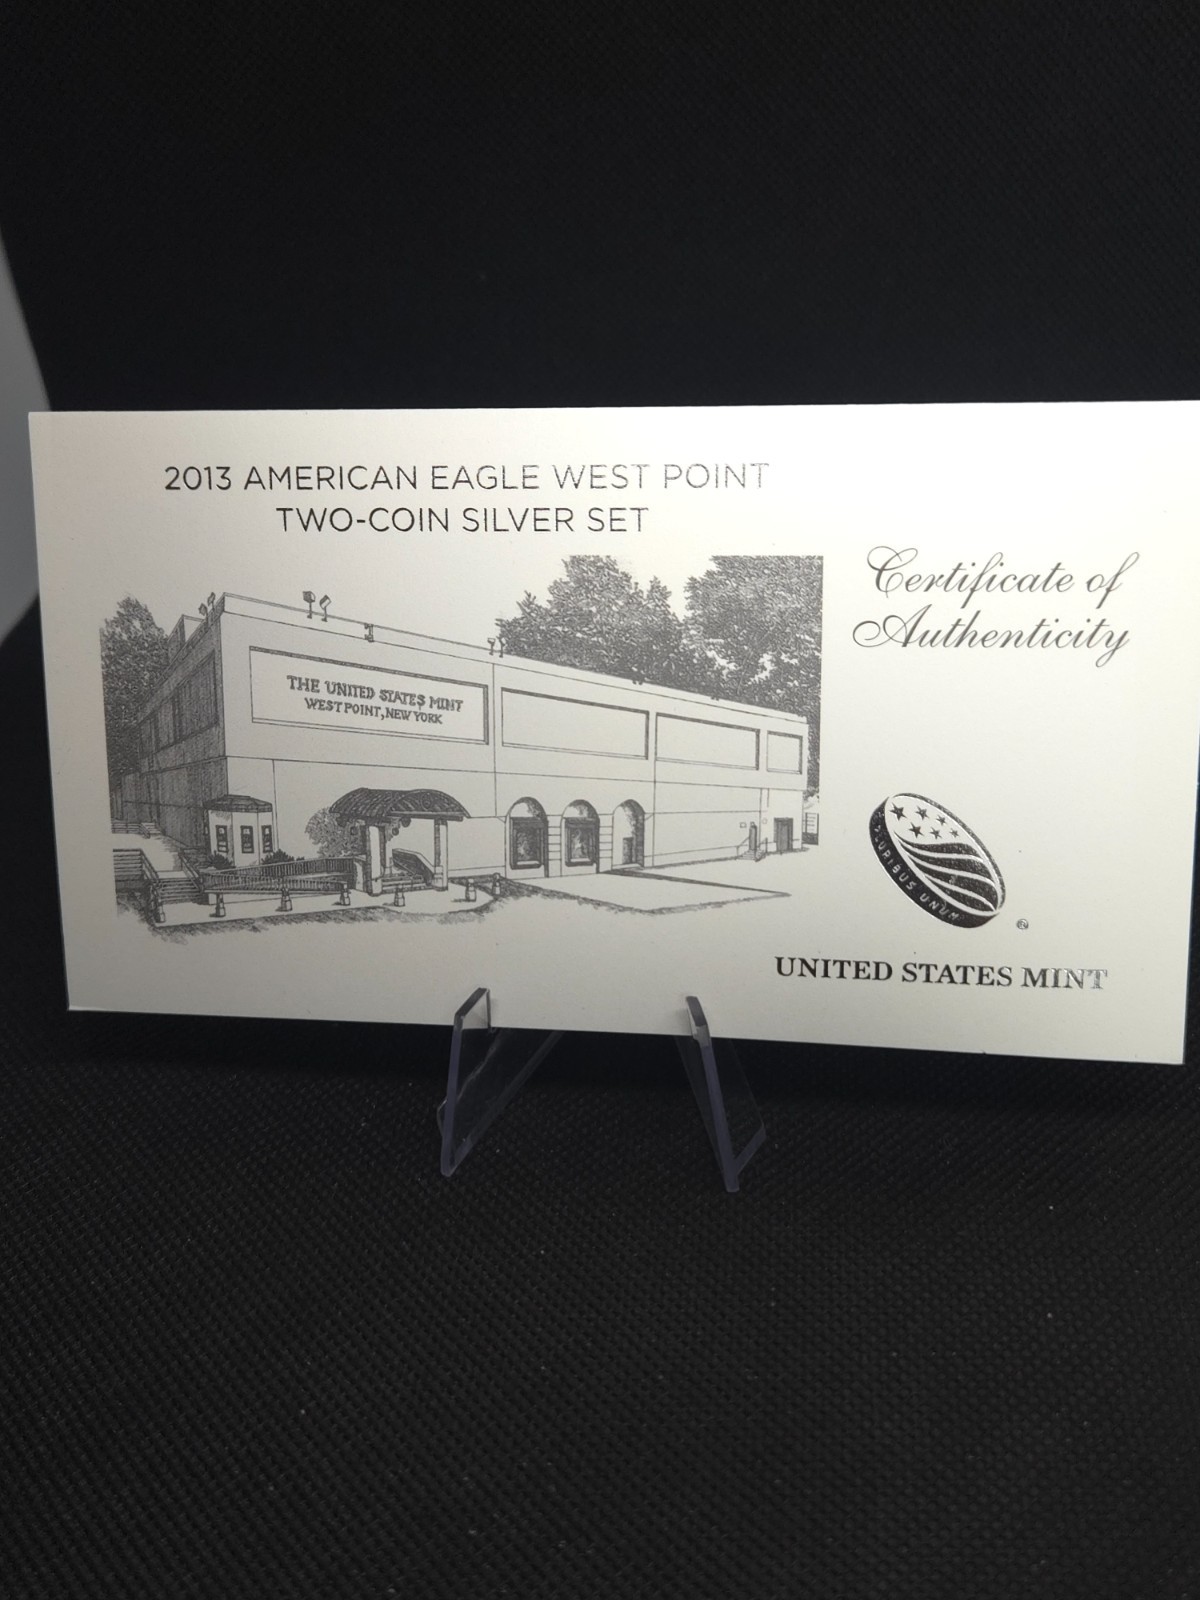 2013 AMERICAN EAGLE WEST POINT
TWO-COIN SILVER SET
Certificate of
Authenticity
THE UNITED STATES MINT
WEST POINT, NEW YORK
PLURIBUS UNUM
®
UNITED STATES MINT